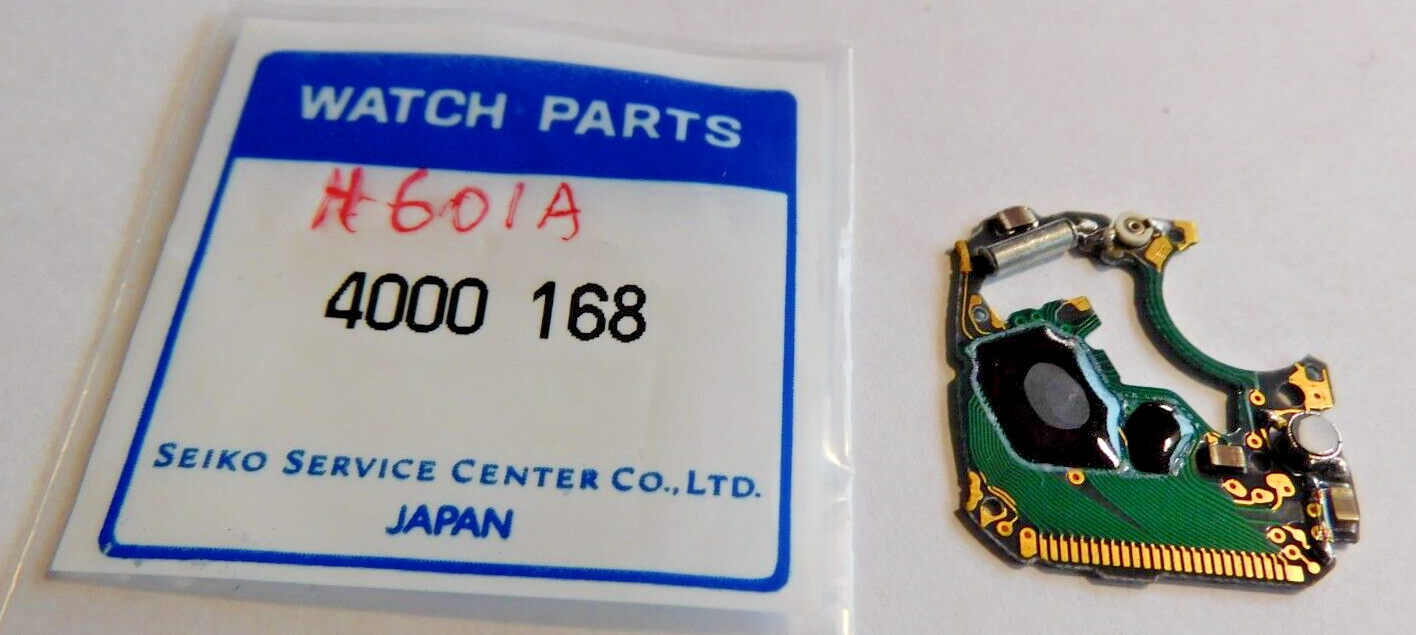 WATCH PARTS
H601A
4000 168
SEIKO SERVICE CENTER CO., LTD.
JAPAN